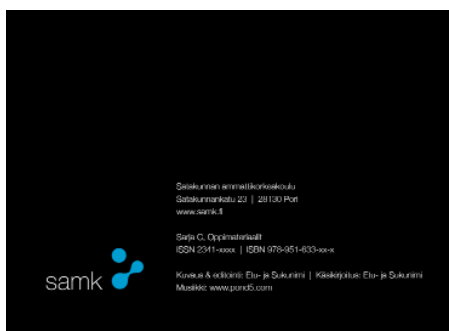 Satakunnan ammattikorkeakoulu
Satakunnankatu 23 | 28130 Pori
www.samk.fi
Sarja C, Oppimateriaalit
ISSN 2341-xxxx | ISBN 978-951-633-xx-x
Kuvaus & editointi: Etu- ja Sukunimi | Käsikirjoitus: Etu- ja Sukunimi
Musiikki: www.pond5.com
samk